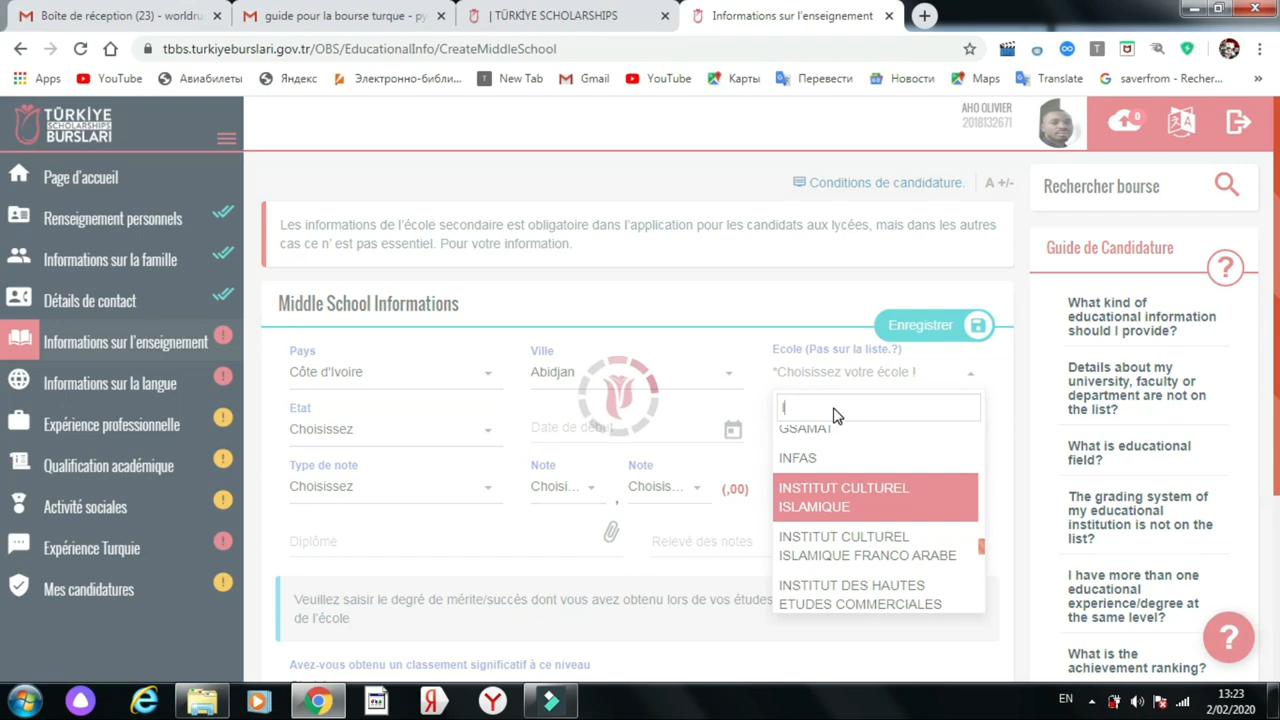 Boîte de réception (23) - worldru
guide pour la bourse turque - py
| TÜRKİYE SCHOLARSHIPS
Informations sur l'enseignement
tbbs.turkiyeburslari.gov.tr/OBS/EducationalInfo/CreateMiddleSchool
Apps
YouTube
Авиабилеты
Яндекс
Электронно-библи...
New Tab
Gmail
YouTube
Карты
Перевести
Новости
Maps
Translate
saverfrom - Recher...
»
TÜRKİYE
SCHOLARSHIPS
BURSLARI
AHO OLIVIER
2018132671
0
Page d'accueil
Renseignement personnels
Informations sur la famille
Détails de contact
Informations sur l'enseignement
Informations sur la langue
Expérience professionnelle
Qualification académique
Activité sociales
Expérience Turquie
Mes candidatures
Conditions de candidature.
A +/-
Les informations de l'école secondaire est obligatoire dans l'application pour les candidats aux lycées, mais dans les autres
cas ce n' est pas essentiel. Pour votre information.
Middle School Informations
Enregistrer
Pays
Côte d'Ivoire
Ville
Abidjan
Ecole (Pas sur la liste.?)
*Choisissez votre école !
I
GSAMAT
INFAS
INSTITUT CULTUREL
ISLAMIQUE
INSTITUT CULTUREL
ISLAMIQUE FRANCO ARABE
INSTITUT DES HAUTES
ETUDES COMMERCIALES
Etat
Choisissez
Date de début
Type de note
Choisissez
Note
Choisi...
,
Note
Choisis...
(,00)
Diplôme
Relevé des notes
Veuillez saisir le degré de mérite/succès dont vous avez obtenu lors de vos études
de l'école
Avez-vous obtenu un classement significatif à ce niveau
Rechercher bourse
Guide de Candidature
?
What kind of
educational information
should I provide?
Details about my
university, faculty or
department are not on
the list?
What is educational
field?
The grading system of
my educational
institution is not on the
list?
I have more than one
educational
experience/degree at
the same level?
What is the
achievement ranking?
?
EN
13:23
2/02/2020